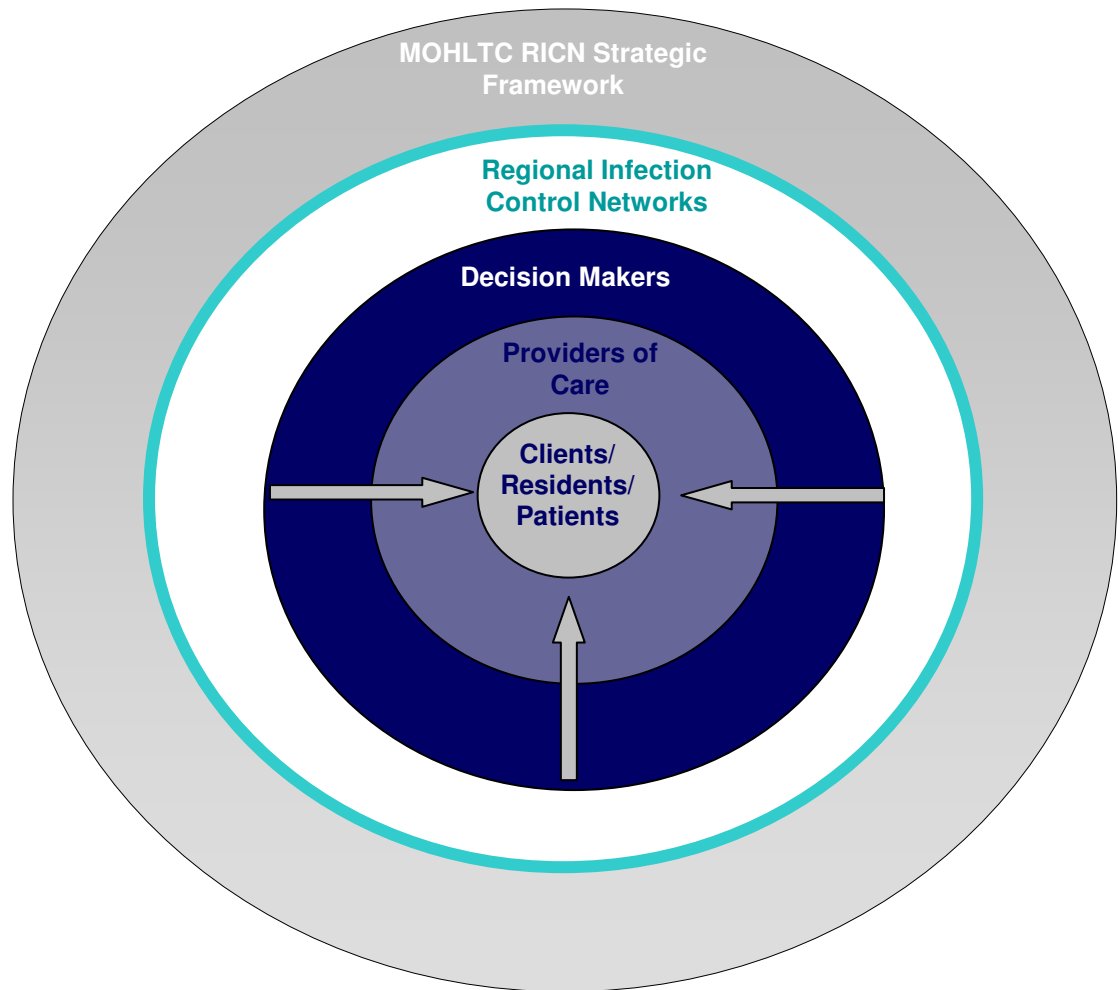 MOHLTC RICN Strategic
Framework
Regional Infection
Control Networks
Decision Makers
Providers of
Care
Clients/
Residents/
Patients